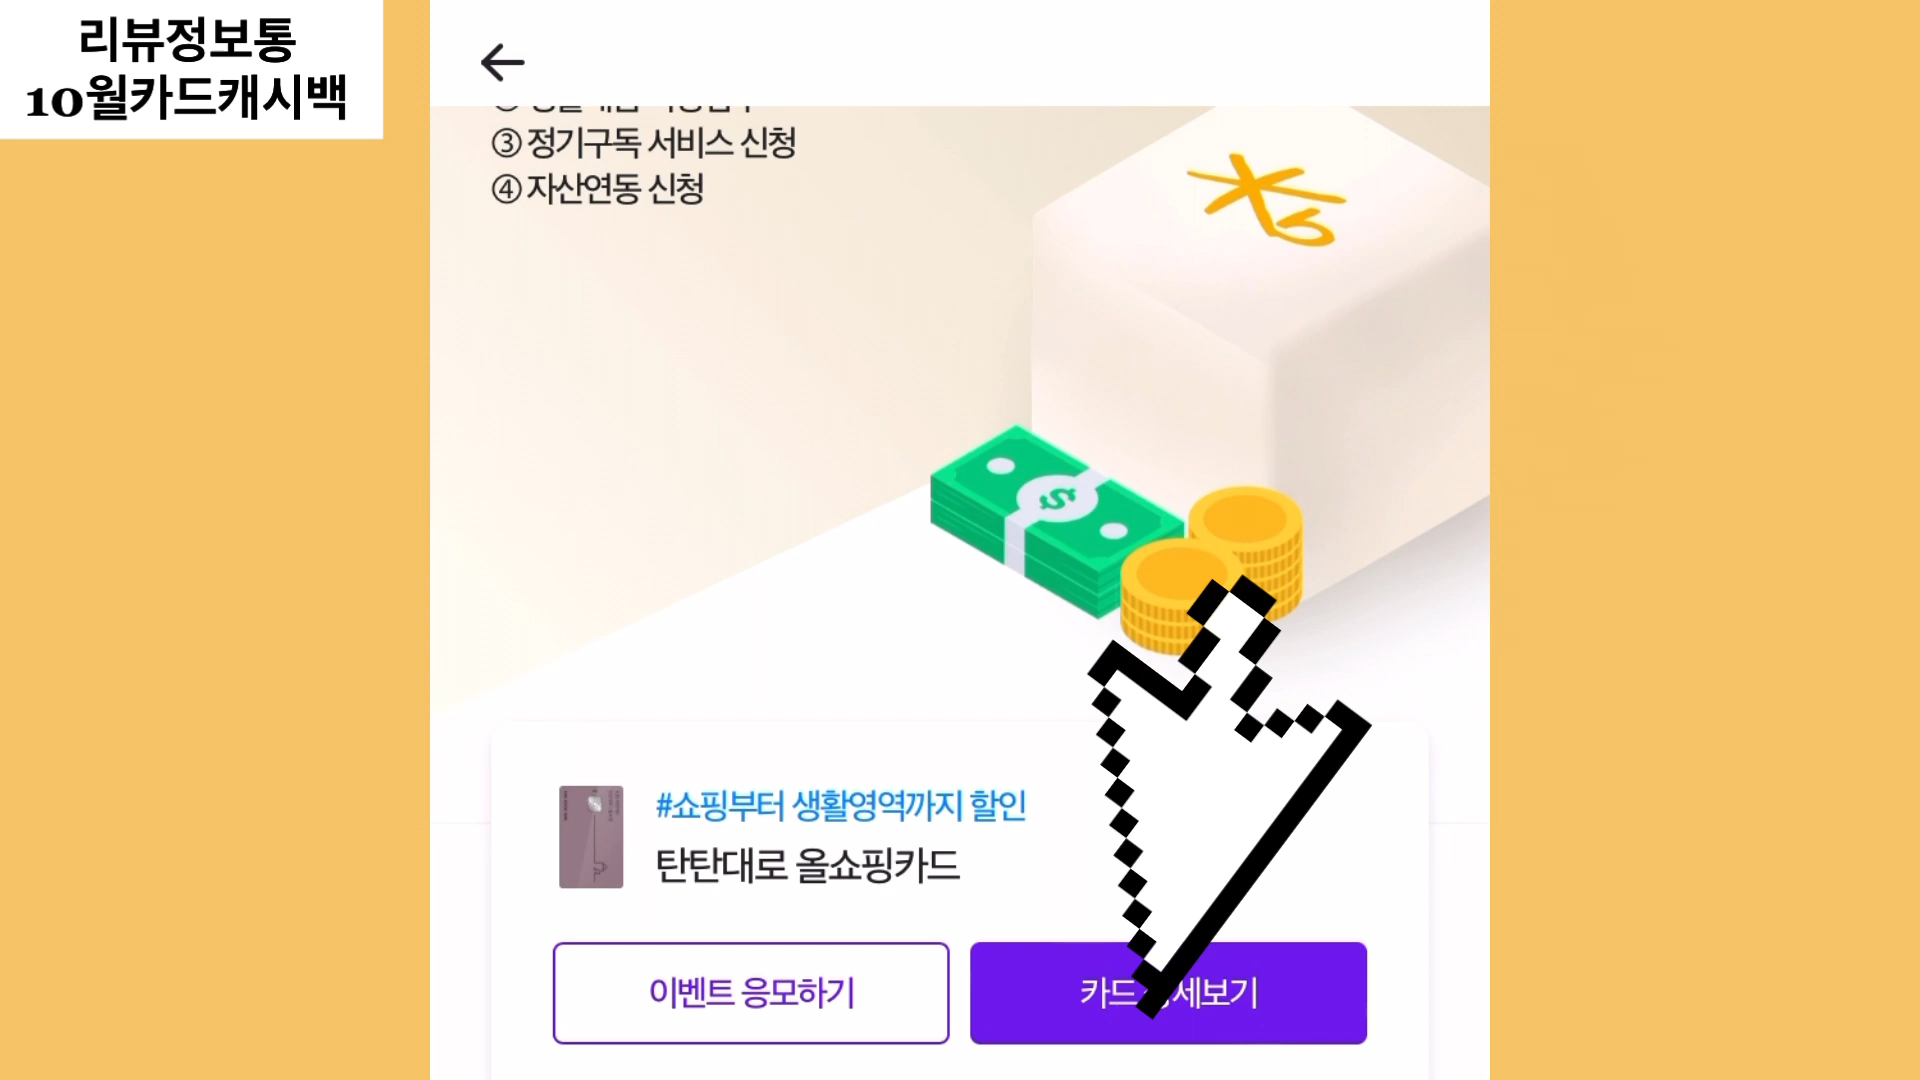 리뷰정보통
10월카드캐시백
③ 정기구독 서비스 신청
④ 자산연동 신청
$
#쇼핑부터 생활영역까지 할인
탄탄대로 올쇼핑카드
이벤트 응모하기
카드 상세보기